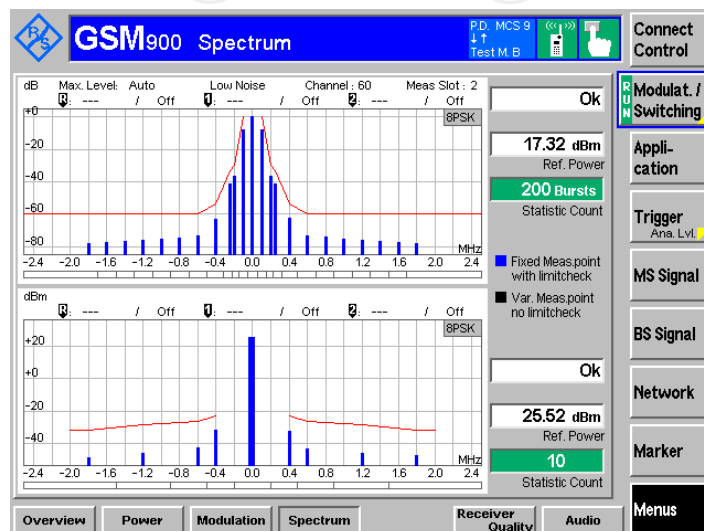 R S
GSM900 Spectrum
P.D. MCS 9
Test M. B
Connect Control
dB Max. Level: Auto Low Noise Channel : 60 Meas Slot : 2
R: --- / Off 1: --- / Off 2: --- / Off
8PSK
+0
-20
-40
-60
-80
MHz
-2.4 -2.0 -1.6 -1.2 -0.8 -0.4 0.0 0.4 0.8 1.2 1.6 2.0 2.4
Ok
17.32 dBm
Ref. Power
200 Bursts
Statistic Count
Fixed Meas.point
with limitcheck
Var. Meas.point
no limitcheck
dBm
R: --- / Off 1: --- / Off 2: --- / Off
8PSK
+20
+0
-20
-40
MHz
-2.4 -2.0 -1.6 -1.2 -0.8 -0.4 0.0 0.4 0.8 1.2 1.6 2.0 2.4
Ok
25.52 dBm
Ref. Power
10
Statistic Count
RUN
Modulat. /
Switching
Appli-
cation
Trigger
Ana. Lvl.
MS Signal
BS Signal
Network
Marker
Menus
Overview Power Modulation Spectrum Receiver Quality Audio